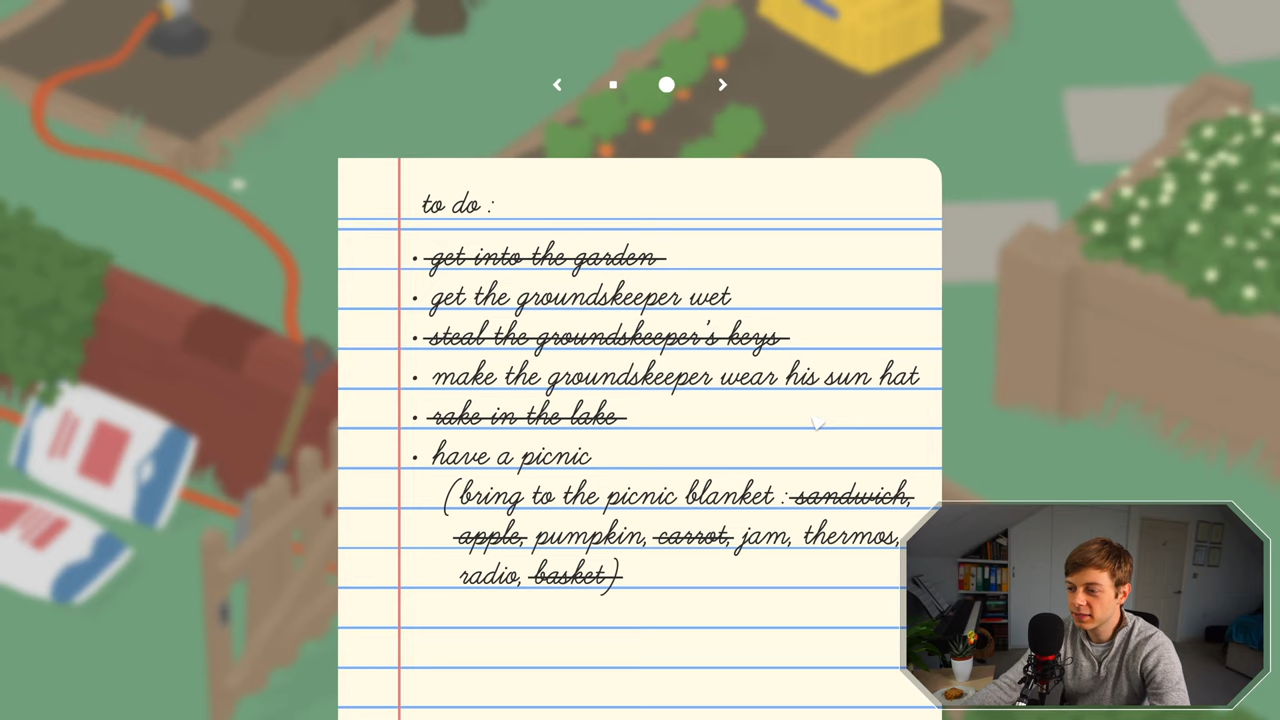 to do :
• get into the garden
• get the groundskeeper wet
• steal the groundskeeper's keys
• make the groundskeeper wear his sun hat
• rake in the lake
• have a picnic
(bring to the picnic blanket : sandwich,
apple, pumpkin, carrot, jam, thermos,
radio, basket)